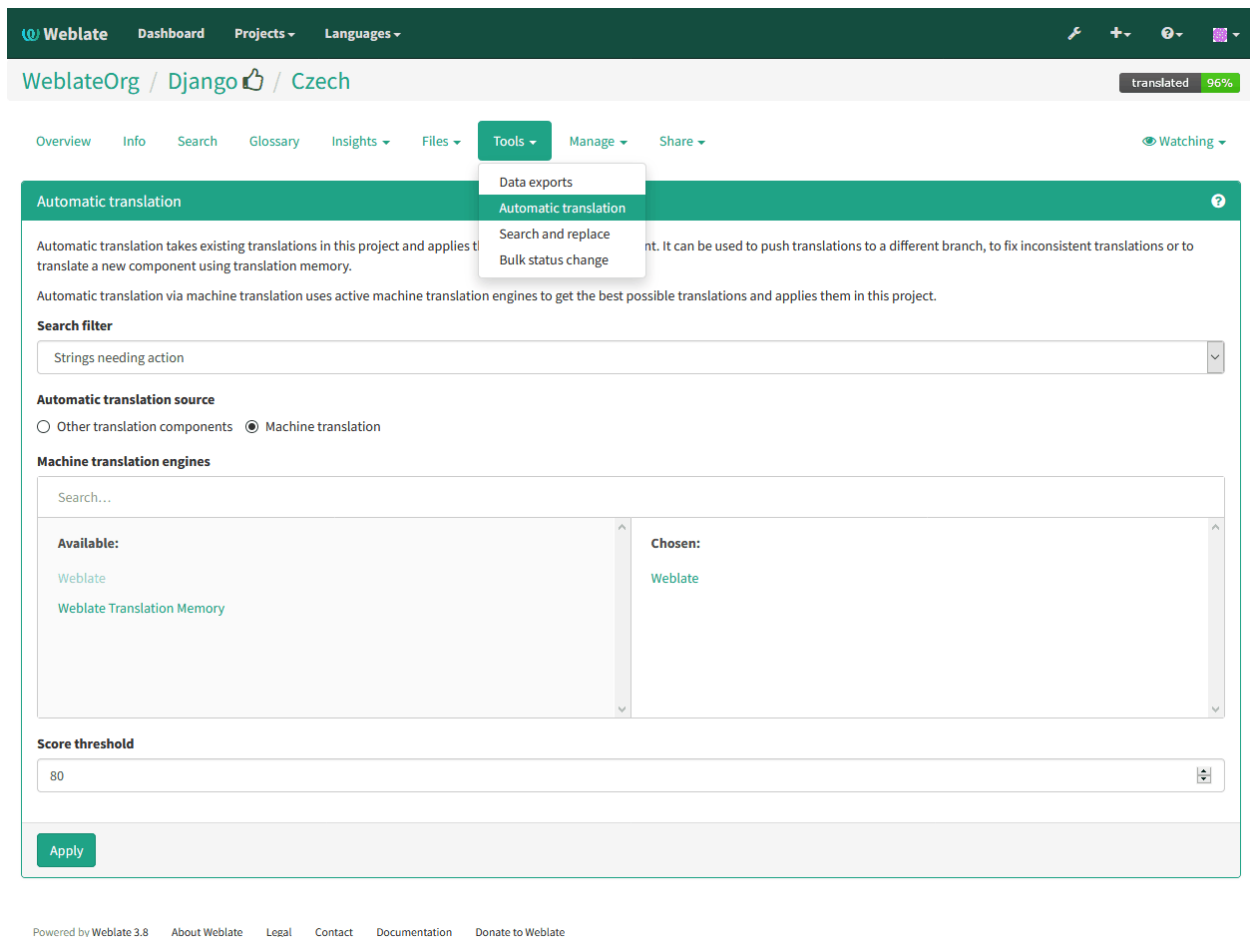 Weblate Dashboard Projects Languages
WeblateOrg / Django / Czech translated 96%
Overview Info Search Glossary Insights Files Tools Manage Share Watching
Data exports
Automatic translation
Search and replace
Bulk status change
Automatic translation
Automatic translation takes existing translations in this project and applies t nt. It can be used to push translations to a different branch, to fix inconsistent translations or to
translate a new component using translation memory.
Automatic translation via machine translation uses active machine translation engines to get the best possible translations and applies them in this project.
Search filter
Strings needing action
Automatic translation source
Other translation components Machine translation
Machine translation engines
Search…
Available: Chosen:
Weblate Weblate
Weblate Translation Memory
Score threshold
80
Apply
Powered by Weblate 3.8 About Weblate Legal Contact Documentation Donate to Weblate